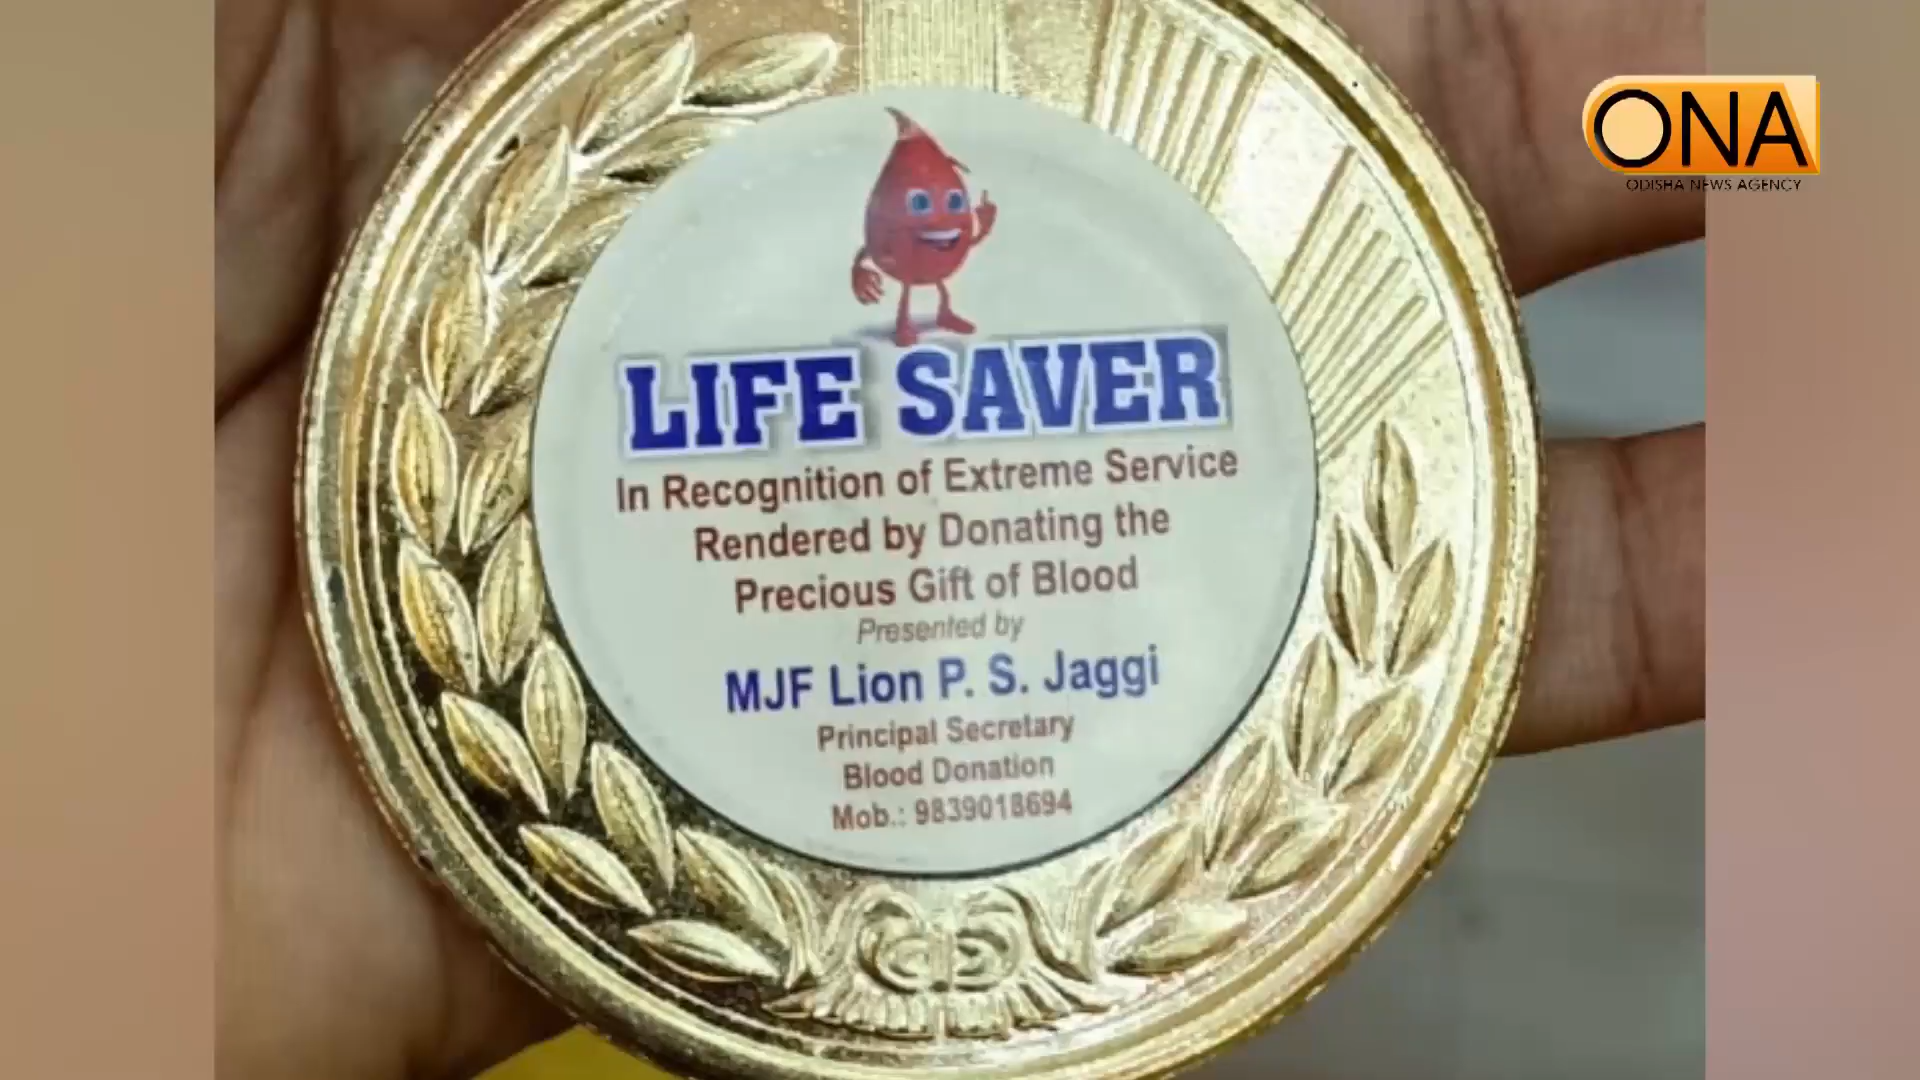 ONA
ODISHA NEWS AGENCY
LIFE SAVER
In Recognition of Extreme Service
Rendered by Donating the
Precious Gift of Blood
Presented by
MJF Lion P. S. Jaggi
Principal Secretary
Blood Donation
Mob.: 9839018694